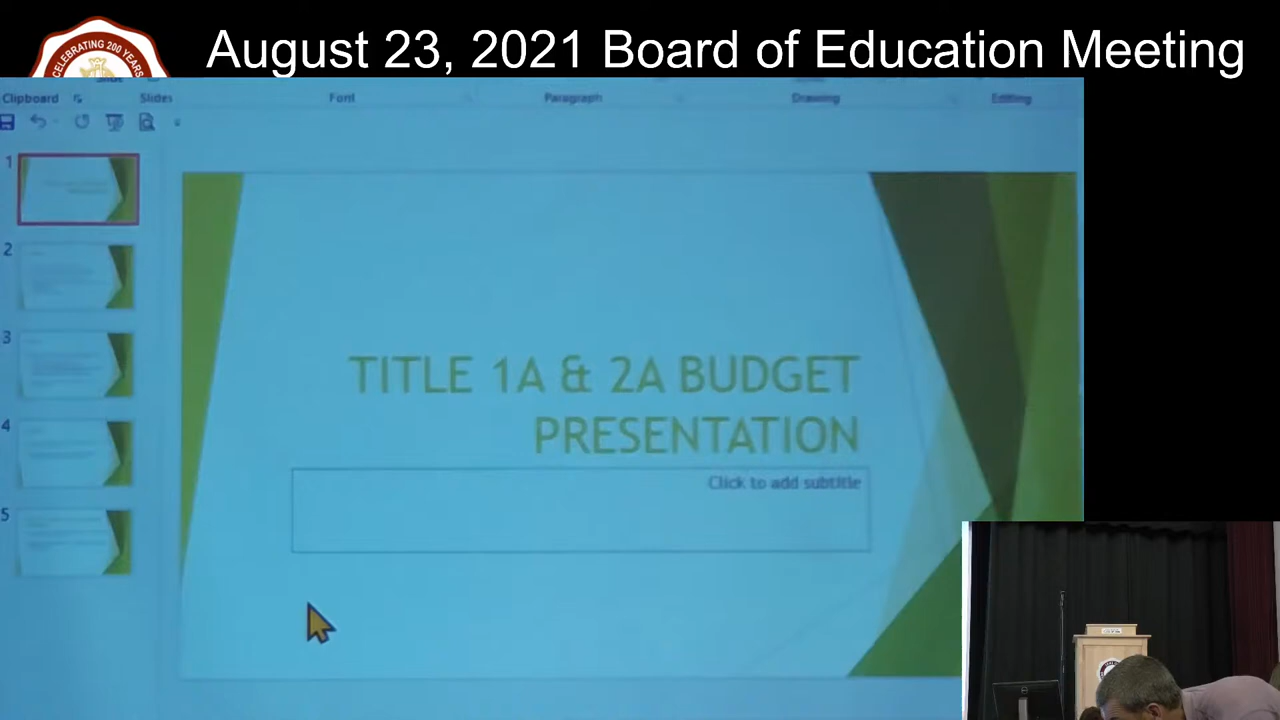 CELEBRATING 200 YEARS
August 23, 2021 Board of Education Meeting
Clipboard
Slides
Font
Paragraph
Drawing
Editing
1
2
3
4
5
TITLE 1A & 2A BUDGET
PRESENTATION
Click to add subtitle